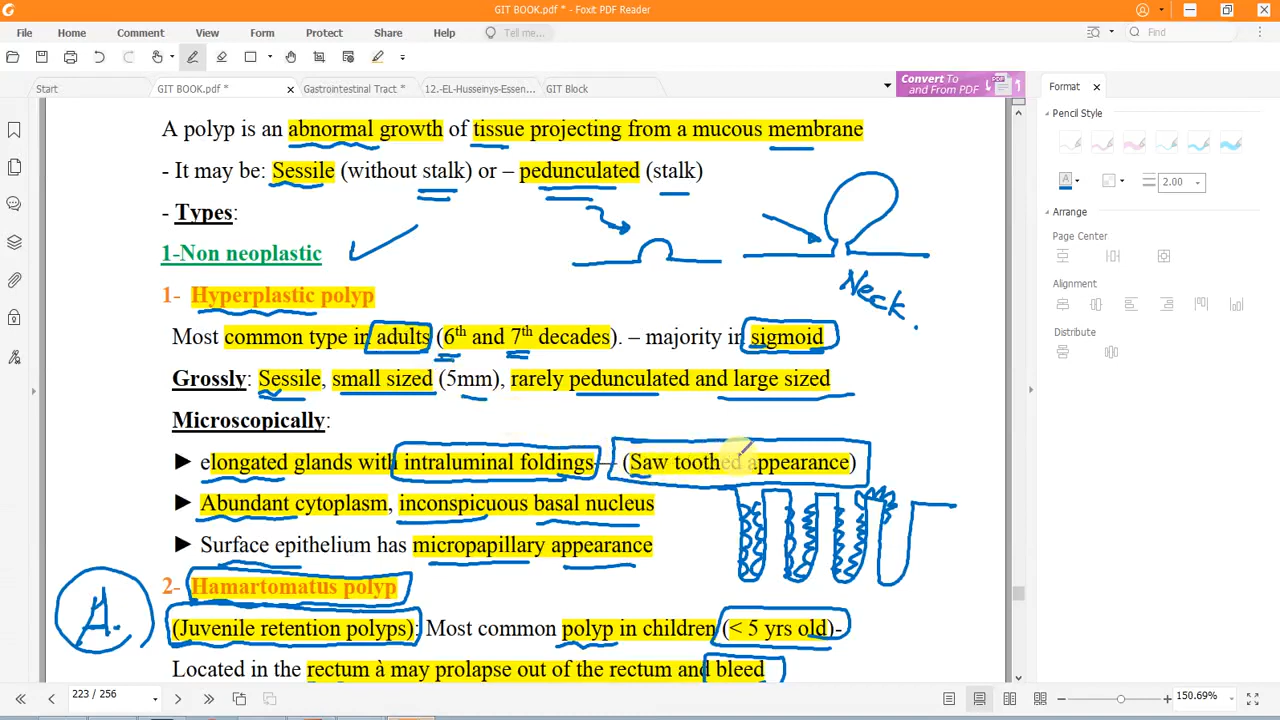 GIT BOOK.pdf * - Foxit PDF Reader
File Home Comment View Form Protect Share Help Tell me... Find
Start GIT BOOK.pdf * Gastrointestinal Tract * 12.-EL-Husseinys-Essen... GIT Block Convert To and From PDF PDF
Format
Pencil Style
2.00
Arrange
Page Center
Alignment
Distribute
A polyp is an abnormal growth of tissue projecting from a mucous membrane
- It may be: Sessile (without stalk) or – pedunculated (stalk)
- Types:
1-Non neoplastic
Neck
1- Hyperplastic polyp
Most common type in adults (6th and 7th decades). – majority in sigmoid
Grossly: Sessile, small sized (5mm), rarely pedunculated and large sized
Microscopically:
► elongated glands with intraluminal foldings – (Saw toothed appearance)
► Abundant cytoplasm, inconspicuous basal nucleus
► Surface epithelium has micropapillary appearance
A.
2- Hamartomatus polyp
(Juvenile retention polyps): Most common polyp in children (< 5 yrs old)-
Located in the rectum à may prolapse out of the rectum and bleed
223 / 256
150.69%